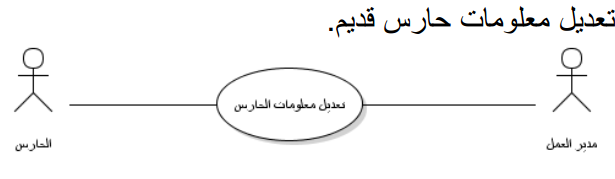 تعديل معلومات حارس قديم.
تعديل معلومات الحارس
الحارس
مدير العمل